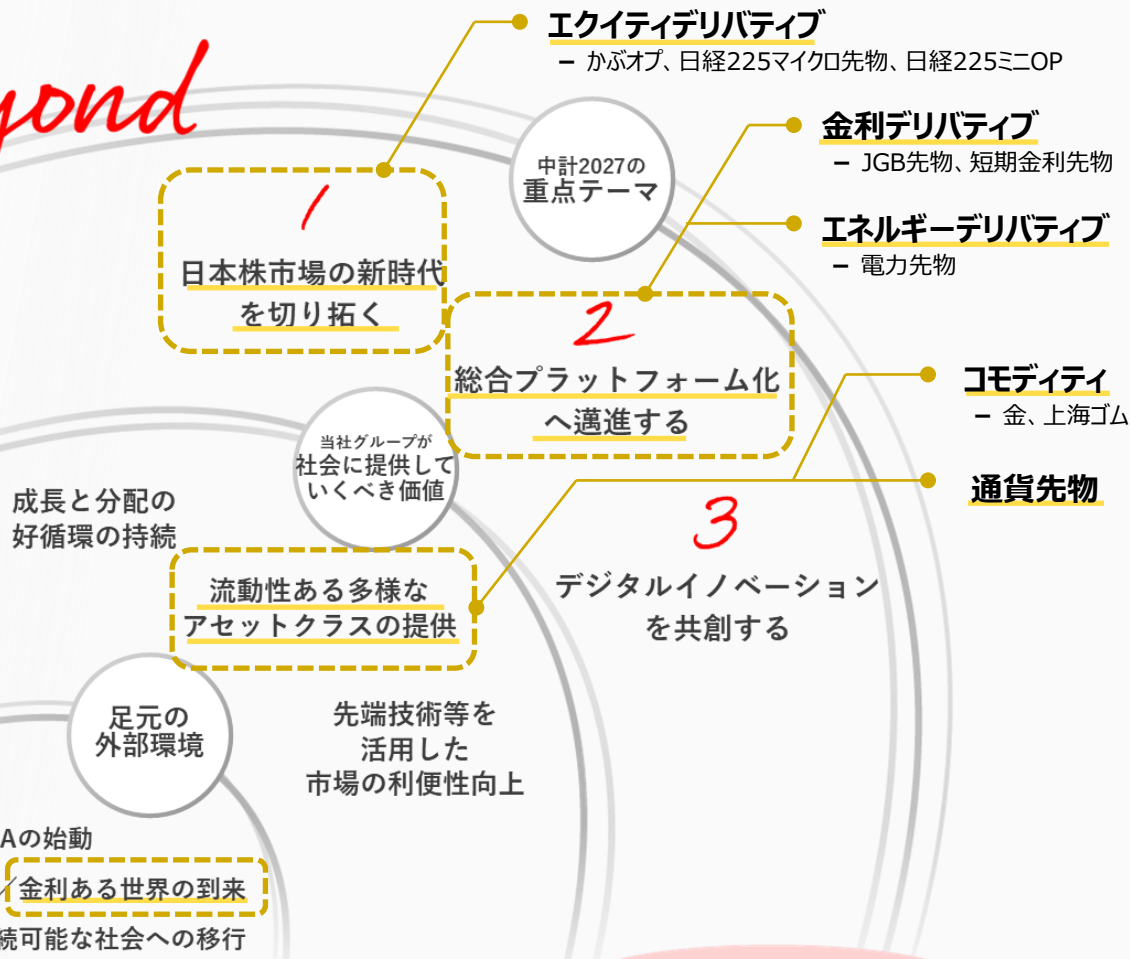 エクイティデリバティブ
− かぶオプ、日経225マイクロ先物、日経225ミニOP
yond
中計2027の
重点テーマ
金利デリバティブ
− JGB先物、短期金利先物
エネルギーデリバティブ
− 電力先物
1
日本株市場の新時代
を切り拓く
2
総合プラットフォーム化
へ邁進する
コモディティ
− 金、上海ゴム
通貨先物
当社グループが
社会に提供して
いくべき価値
成長と分配の
好循環の持続
3
デジタルイノベーション
を共創する
流動性ある多様な
アセットクラスの提供
先端技術等を
活用した
市場の利便性向上
足元の
外部環境
Aの始動
／金利ある世界の到来
続可能な社会への移行